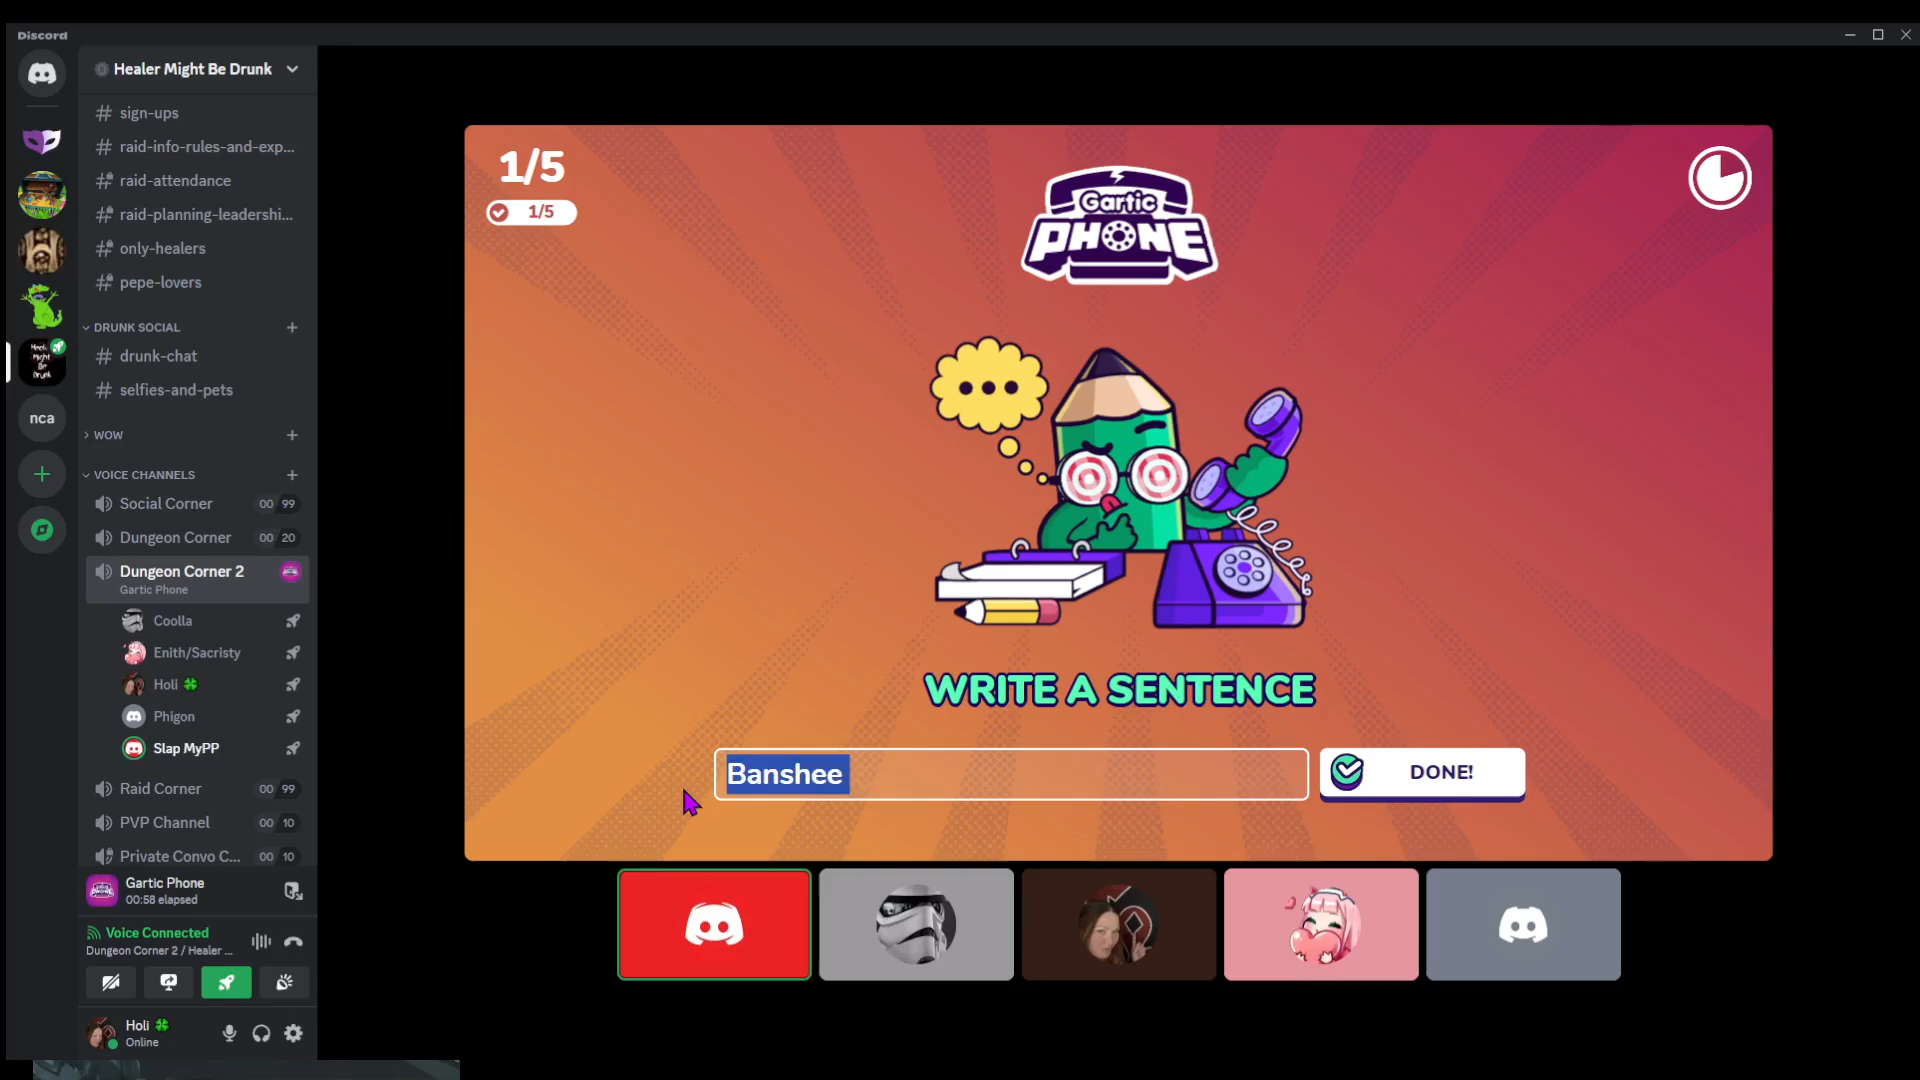 Discord
Healer Might Be Drunk
sign-ups
raid-info-rules-and-exp...
raid-attendance
raid-planning-leadershi...
only-healers
pepe-lovers
DRUNK SOCIAL
drunk-chat
selfies-and-pets
nca
WOW
VOICE CHANNELS
Social Corner 00 99
Dungeon Corner 00 20
Dungeon Corner 2
Gartic Phone
Coolla
Enith/Sacristy
Holi
Phigon
Slap MyPP
Raid Corner 00 99
PVP Channel 00 10
Private Convo C... 00 10
Gartic Phone
00:58 elapsed
Voice Connected
Dungeon Corner 2 / Healer ...
Holi
Online
1/5
1/5
Gartic
PHONE
WRITE A SENTENCE
Banshee
DONE!